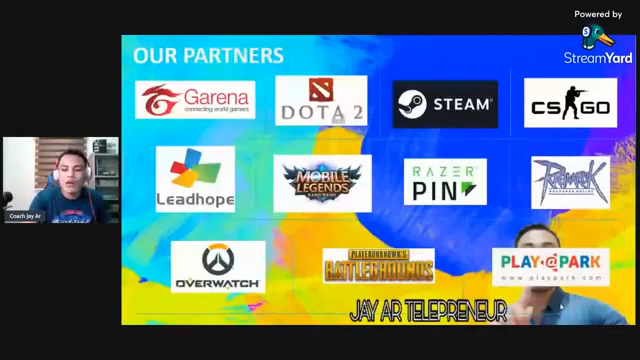 Powered by
StreamYard
OUR PARTNERS
Garena
connecting world gamers
DOTA 2
STEAM
CS GO
Leadhope
MOBILE
LEGENDS
RAZER
PIN
RAGNAROK
OVERWATCH
PLAYERUNKNOWN'S
BATTLEGROUNDS
PLAY@PARK
www.playpark.com
JAY AR TELEPRENEUR
Coach Jay Ar